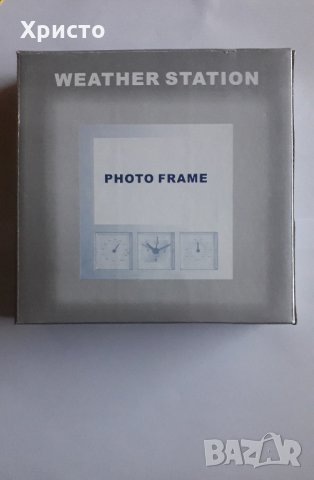 Христо
WEATHER STATION
PHOTO FRAME
BAZAR